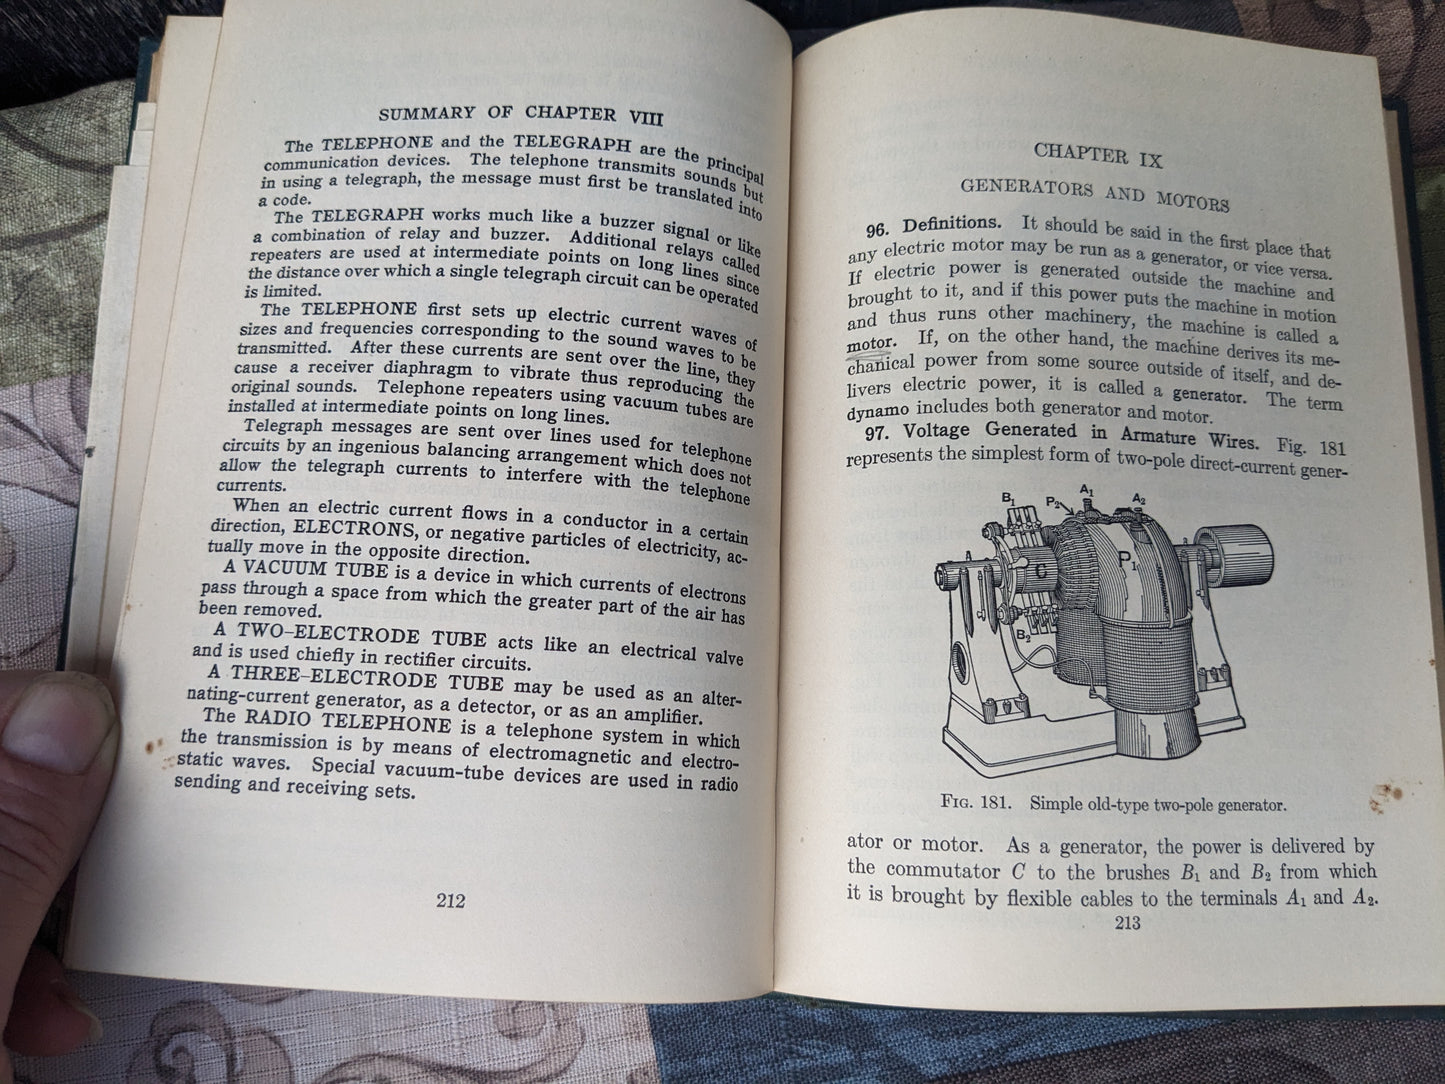 SUMMARY OF CHAPTER VIII
The TELEPHONE and the TELEGRAPH are the principal
communication devices. The telephone transmits sounds but
in using a telegraph, the message must first be translated into
a code.
The TELEGRAPH works much like a buzzer signal or like
a combination of relay and buzzer. Additional relays called
repeaters are used at intermediate points on long lines since
the distance over which a single telegraph circuit can be operated
is limited.
The TELEPHONE first sets up electric current waves of
sizes and frequencies corresponding to the sound waves to be
transmitted. After these currents are sent over the line, they
cause a receiver diaphragm to vibrate thus reproducing the
original sounds. Telephone repeaters using vacuum tubes are
installed at intermediate points on long lines.
Telegraph messages are sent over lines used for telephone
circuits by an ingenious balancing arrangement which does not
allow the telegraph currents to interfere with the telephone
currents.
When an electric current flows in a conductor in a certain
direction, ELECTRONS, or negative particles of electricity, ac-
tually move in the opposite direction.
A VACUUM TUBE is a device in which currents of electrons
pass through a space from which the greater part of the air has
been removed.
A TWO-ELECTRODE TUBE acts like an electrical valve
and is used chiefly in rectifier circuits.
A THREE-ELECTRODE TUBE may be used as an alter-
nating-current generator, as a detector, or as an amplifier.
The RADIO TELEPHONE is a telephone system in which
the transmission is by means of electromagnetic and electro-
static waves. Special vacuum-tube devices are used in radio
sending and receiving sets.
212
CHAPTER IX
GENERATORS AND MOTORS
96. Definitions. It should be said in the first place that
any electric motor may be run as a generator, or vice versa.
If electric power is generated outside the machine and
brought to it, and if this power puts the machine in motion
and thus runs other machinery, the machine is called a
motor. If, on the other hand, the machine derives its me-
chanical power from some source outside of itself, and de-
livers electric power, it is called a generator. The term
dynamo includes both generator and motor.
97. Voltage Generated in Armature Wires. Fig. 181
represents the simplest form of two-pole direct-current gener-
B₁ P₂ A₁ A₂
C P₁
B₂
FIG. 181. Simple old-type two-pole generator.
ator or motor. As a generator, the power is delivered by
the commutator C to the brushes B₁ and B₂ from which
it is brought by flexible cables to the terminals A₁ and A₂.
213